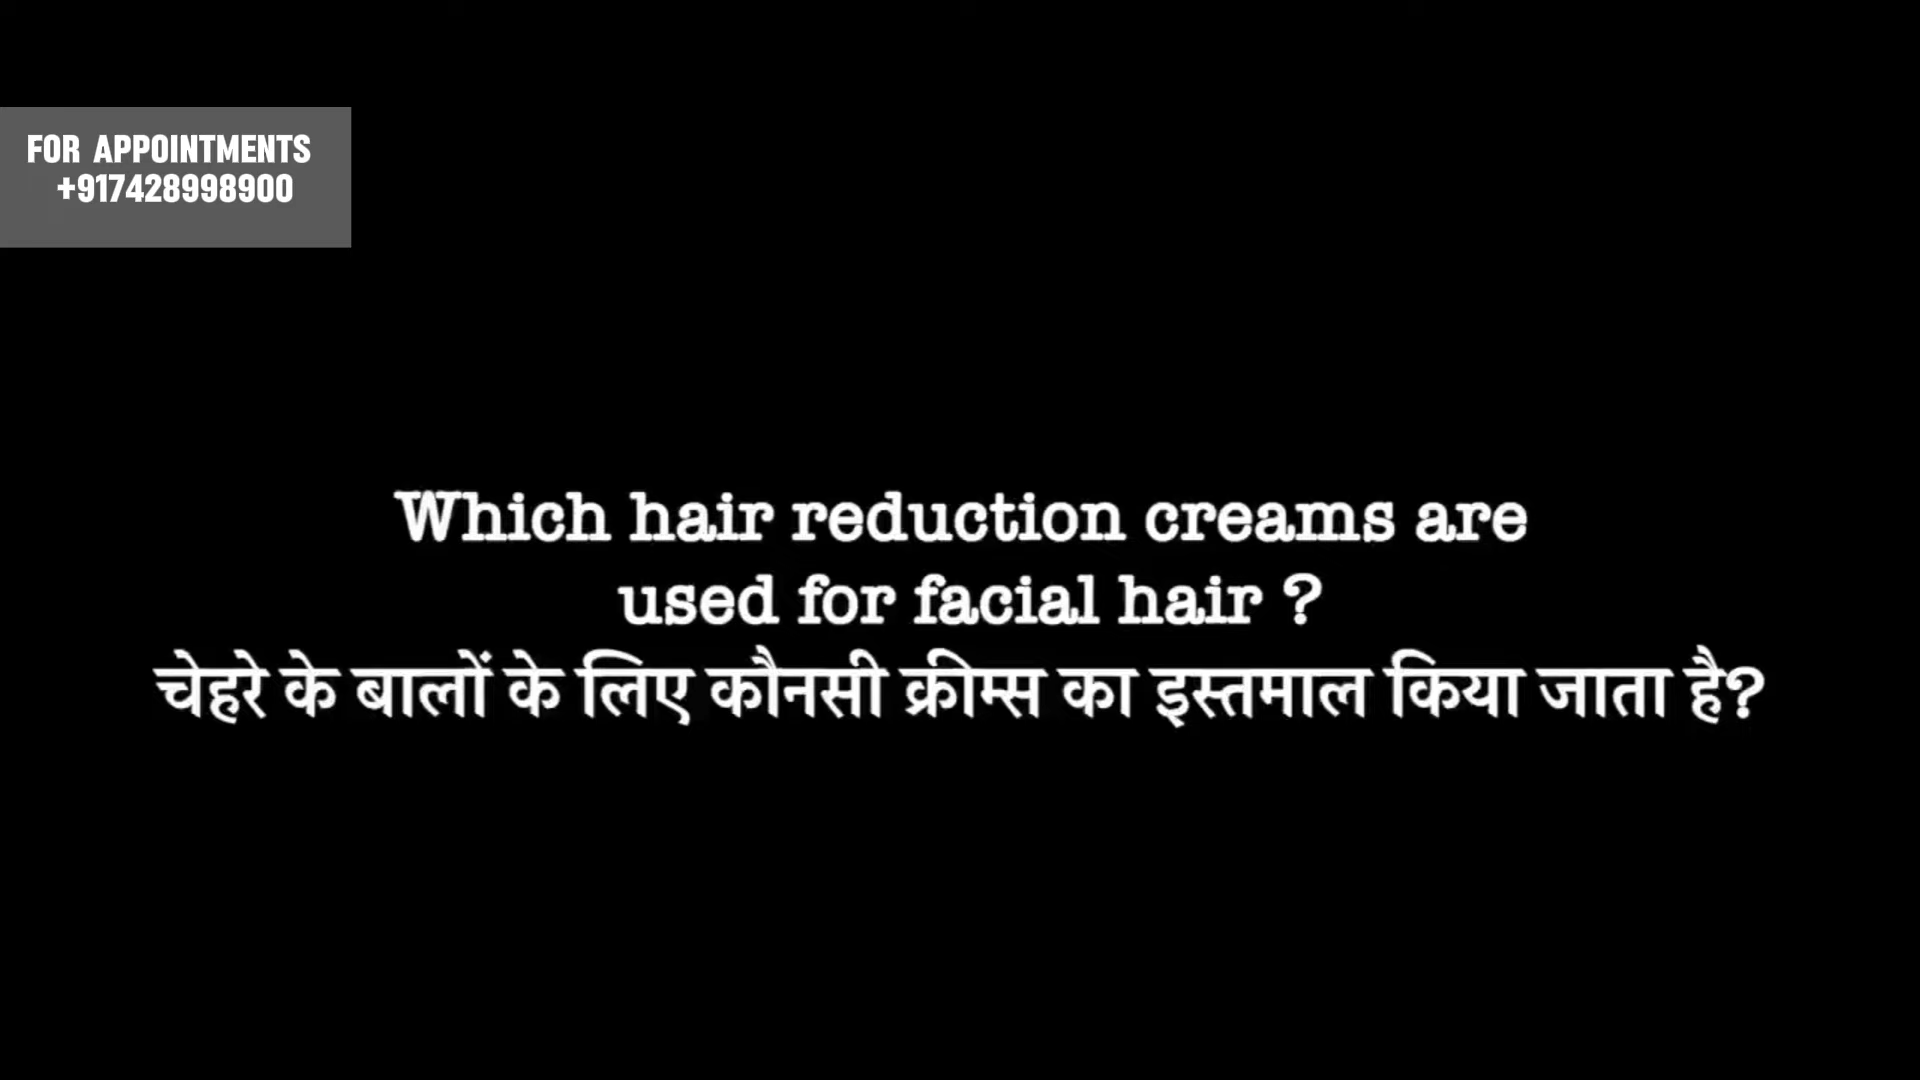 FOR APPOINTMENTS
+917428998900
Which hair reduction creams are
used for facial hair ?
चेहरे के बालों के लिए कौनसी क्रीम्स का इस्तमाल किया जाता है?